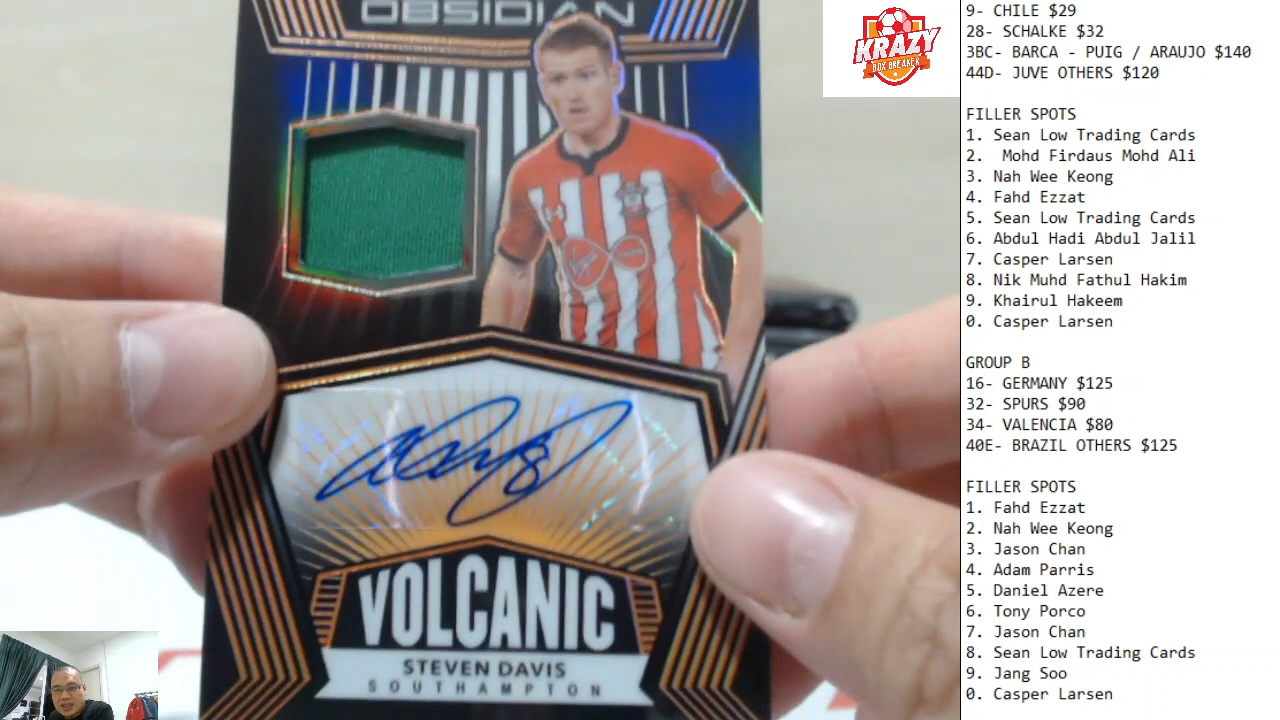 OBSIDIAN
VOLCANIC
STEVEN DAVIS
SOUTHAMPTON
KRAZY
BOX BREAKER
9- CHILE $29
28- SCHALKE $32
3BC- BARCA - PUIG / ARAUJO $140
44D- JUVE OTHERS $120
FILLER SPOTS
1. Sean Low Trading Cards
2.  Mohd Firdaus Mohd Ali
3. Nah Wee Keong
4. Fahd Ezzat
5. Sean Low Trading Cards
6. Abdul Hadi Abdul Jalil
7. Casper Larsen
8. Nik Muhd Fathul Hakim
9. Khairul Hakeem
0. Casper Larsen
GROUP B
16- GERMANY $125
32- SPURS $90
34- VALENCIA $80
40E- BRAZIL OTHERS $125
FILLER SPOTS
1. Fahd Ezzat
2. Nah Wee Keong
3. Jason Chan
4. Adam Parris
5. Daniel Azere
6. Tony Porco
7. Jason Chan
8. Sean Low Trading Cards
9. Jang Soo
0. Casper Larsen